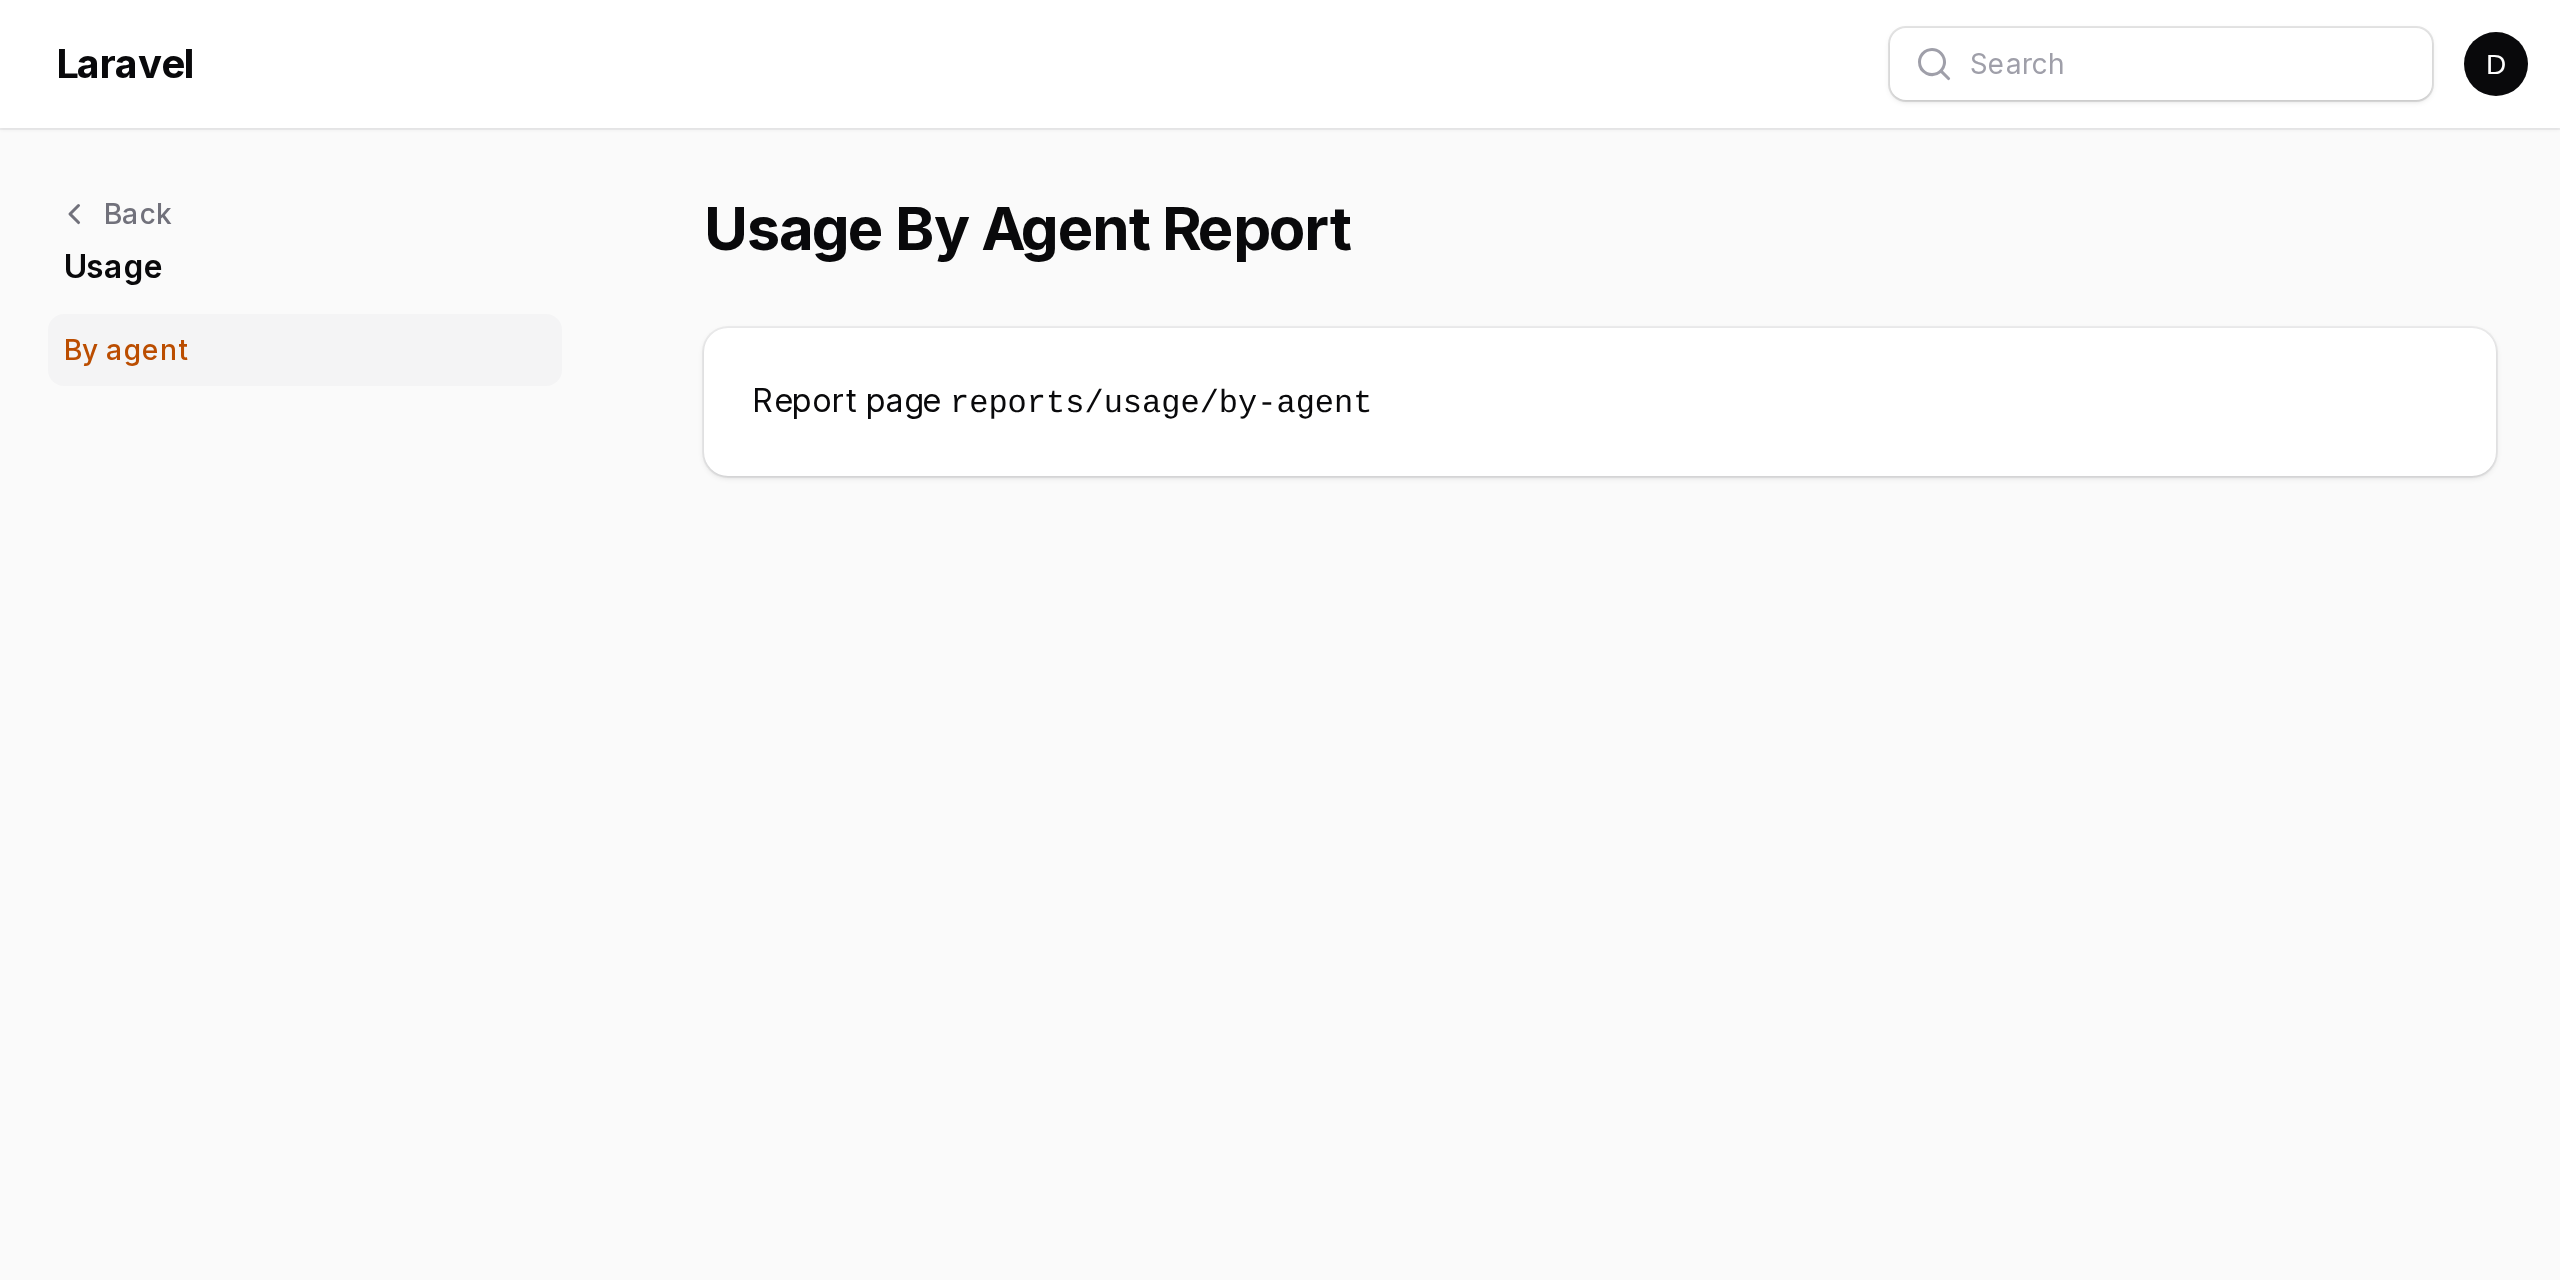 Laravel
Search
D
Back
Usage
By agent
Usage By Agent Report
Report page reports/usage/by-agent